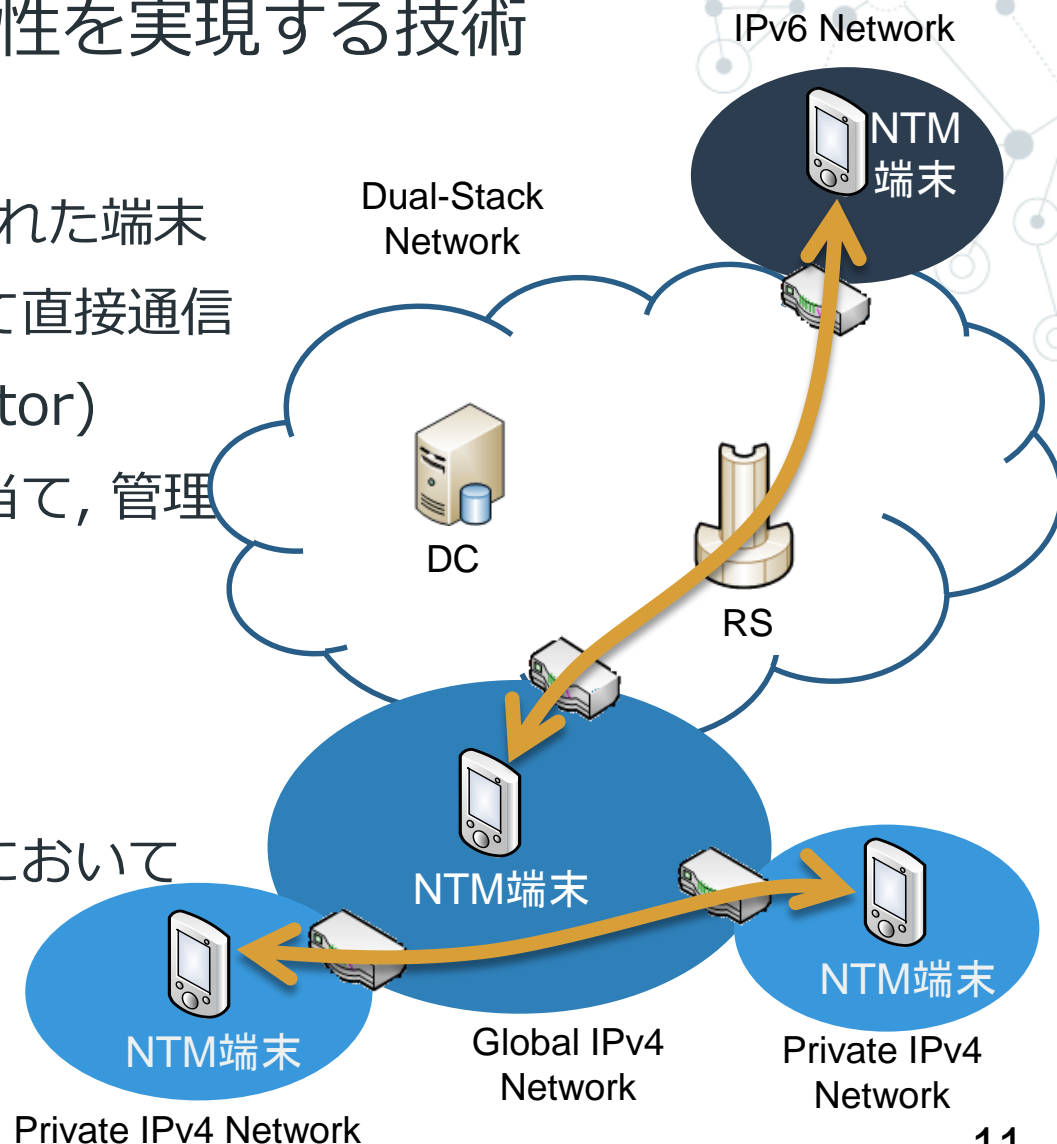 性を実現する技術
れた端末
て直接通信
tor)
当て, 管理
において
IPv6 Network
NTM
端末
Dual-Stack
Network
DC
RS
NTM端末
NTM端末
NTM端末
Global IPv4
Network
Private IPv4
Network
Private IPv4 Network
11